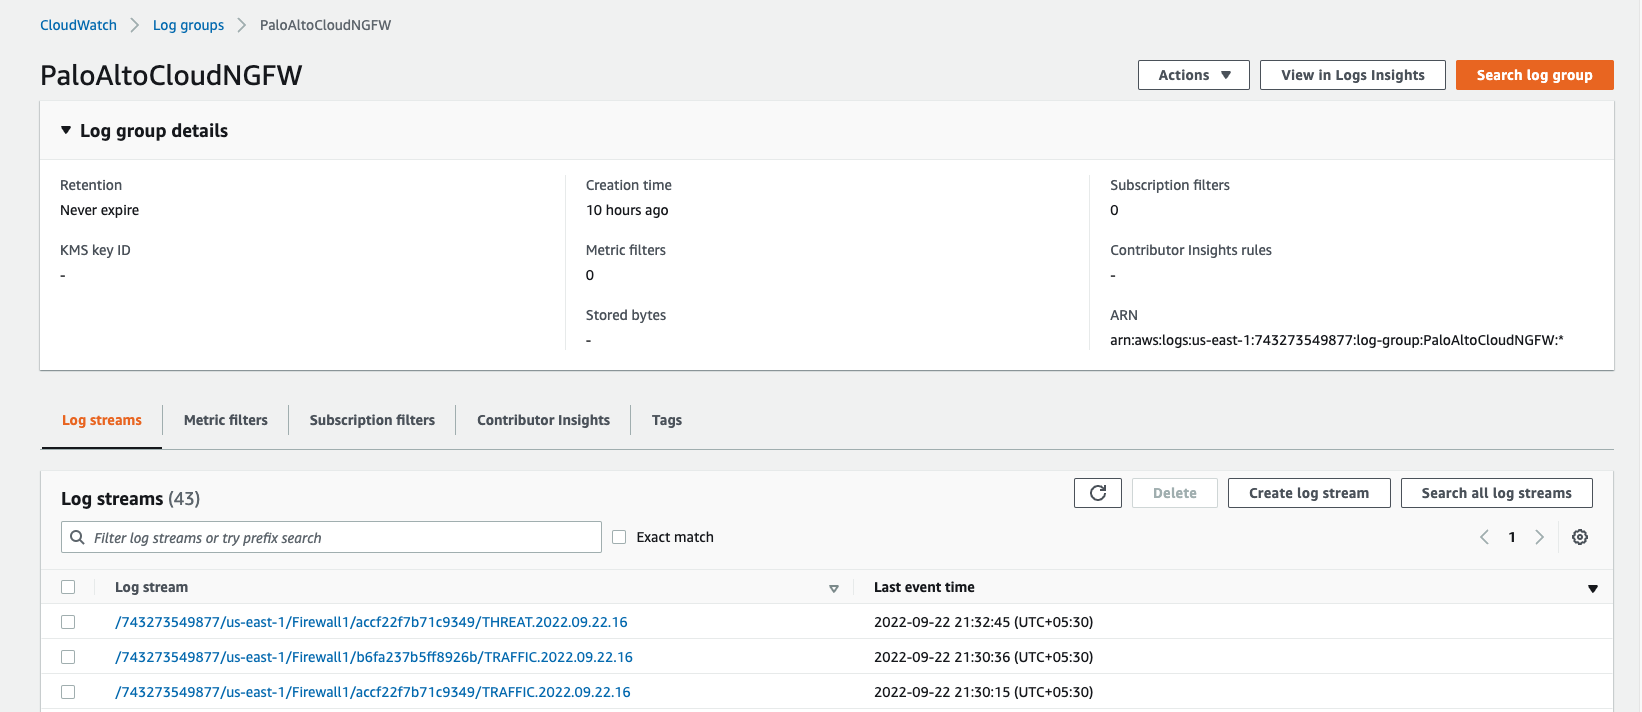 CloudWatch > Log groups > PaloAltoCloudNGFW
PaloAltoCloudNGFW
Actions ▼ View in Logs Insights Search log group
▼ Log group details
Retention
Never expire
KMS key ID
-
Creation time
10 hours ago
Metric filters
0
Stored bytes
-
Subscription filters
0
Contributor Insights rules
-
ARN
arn:aws:logs:us-east-1:743273549877:log-group:PaloAltoCloudNGFW:*
Log streams Metric filters Subscription filters Contributor Insights Tags
Log streams (43)
Delete Create log stream Search all log streams
Filter log streams or try prefix search Exact match 1
Log stream Last event time
/743273549877/us-east-1/Firewall1/accf22f7b71c9349/THREAT.2022.09.22.16 2022-09-22 21:32:45 (UTC+05:30)
/743273549877/us-east-1/Firewall1/b6fa237b5ff8926b/TRAFFIC.2022.09.22.16 2022-09-22 21:30:36 (UTC+05:30)
/743273549877/us-east-1/Firewall1/accf22f7b71c9349/TRAFFIC.2022.09.22.16 2022-09-22 21:30:15 (UTC+05:30)